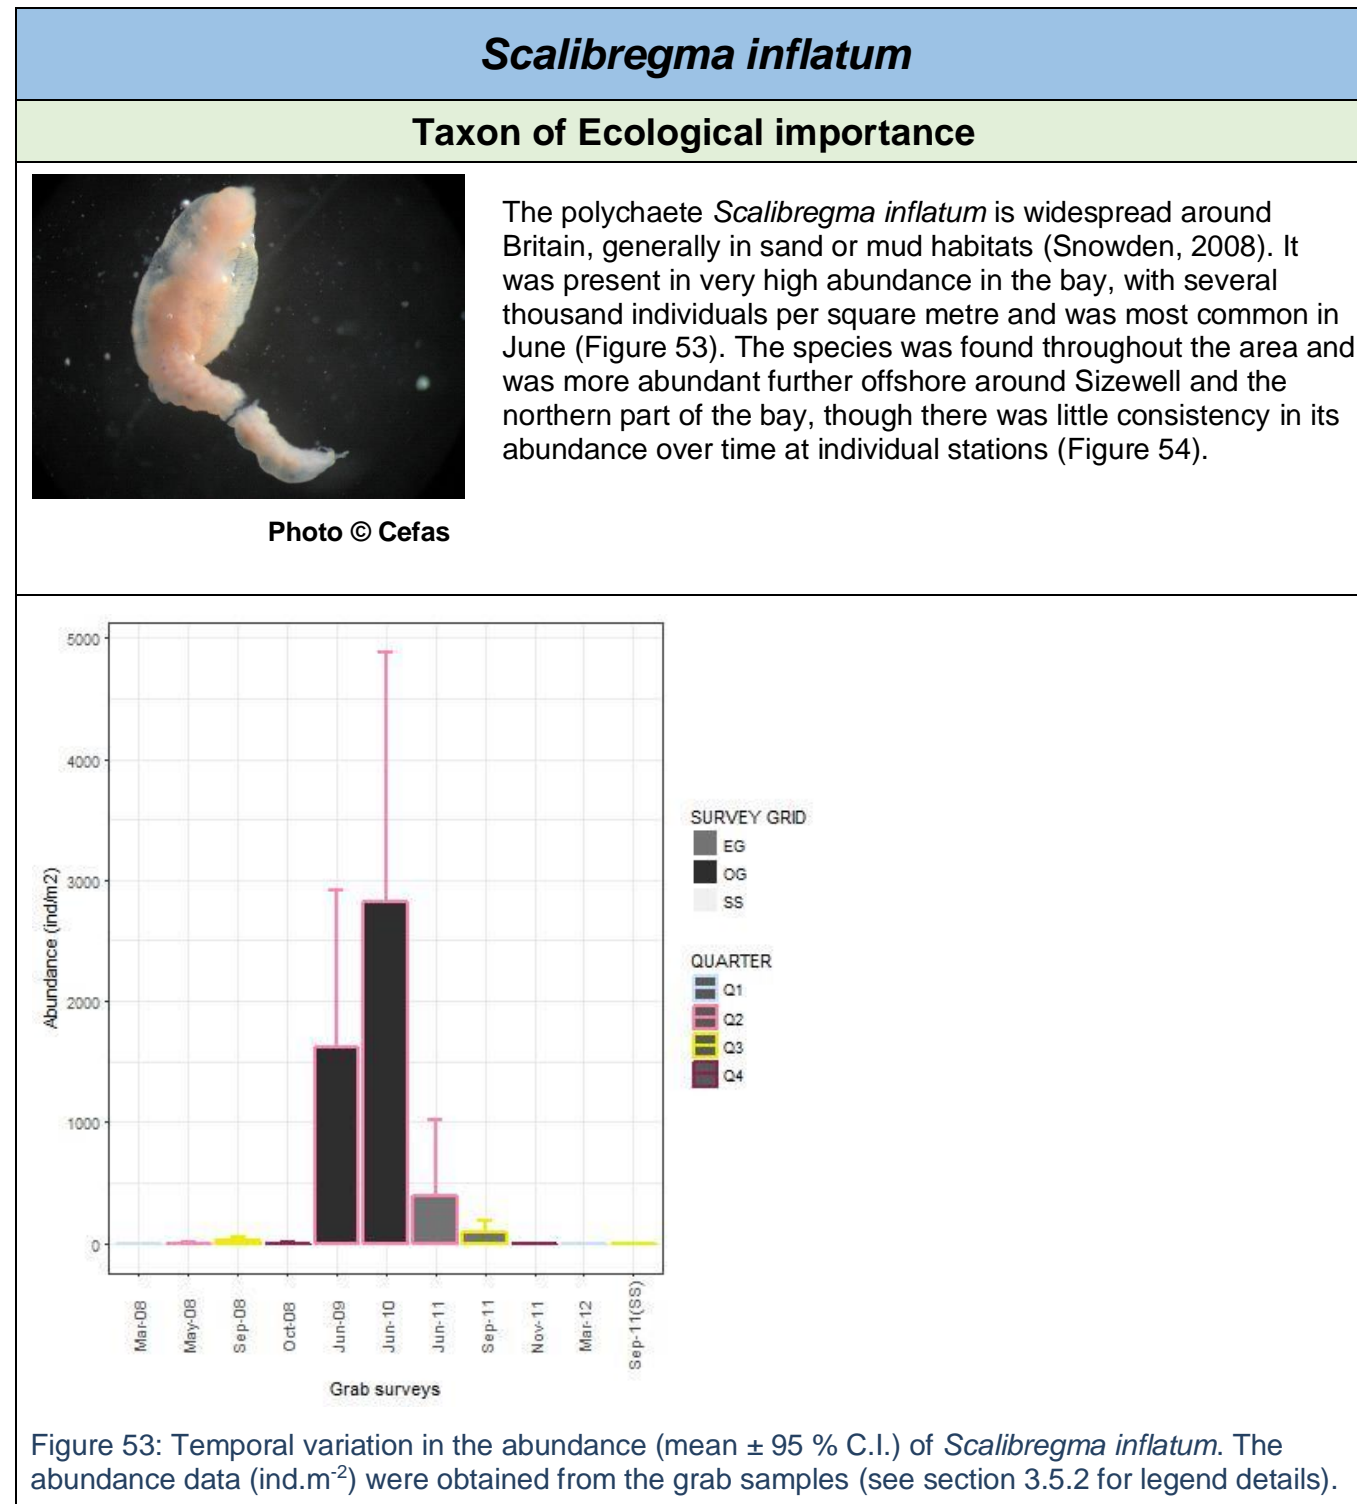 Scalibregma inflatum
Taxon of Ecological importance
The polychaete Scalibregma inflatum is widespread around
Britain, generally in sand or mud habitats (Snowden, 2008). It
was present in very high abundance in the bay, with several
thousand individuals per square metre and was most common in
June (Figure 53). The species was found throughout the area and
was more abundant further offshore around Sizewell and the
northern part of the bay, though there was little consistency in its
abundance over time at individual stations (Figure 54).
Photo © Cefas
5000
4000
3000
2000
1000
0
Abundance (ind/m2)
Mar-08
May-08
Sep-08
Oct-08
Jun-09
Jun-10
Jun-11
Sep-11
Nov-11
Mar-12
Sep-11(SS)
Grab surveys
SURVEY GRID
EG
OG
SS
QUARTER
Q1
Q2
Q3
Q4
Figure 53: Temporal variation in the abundance (mean ± 95 % C.I.) of Scalibregma inflatum. The
abundance data (ind.m-2) were obtained from the grab samples (see section 3.5.2 for legend details).